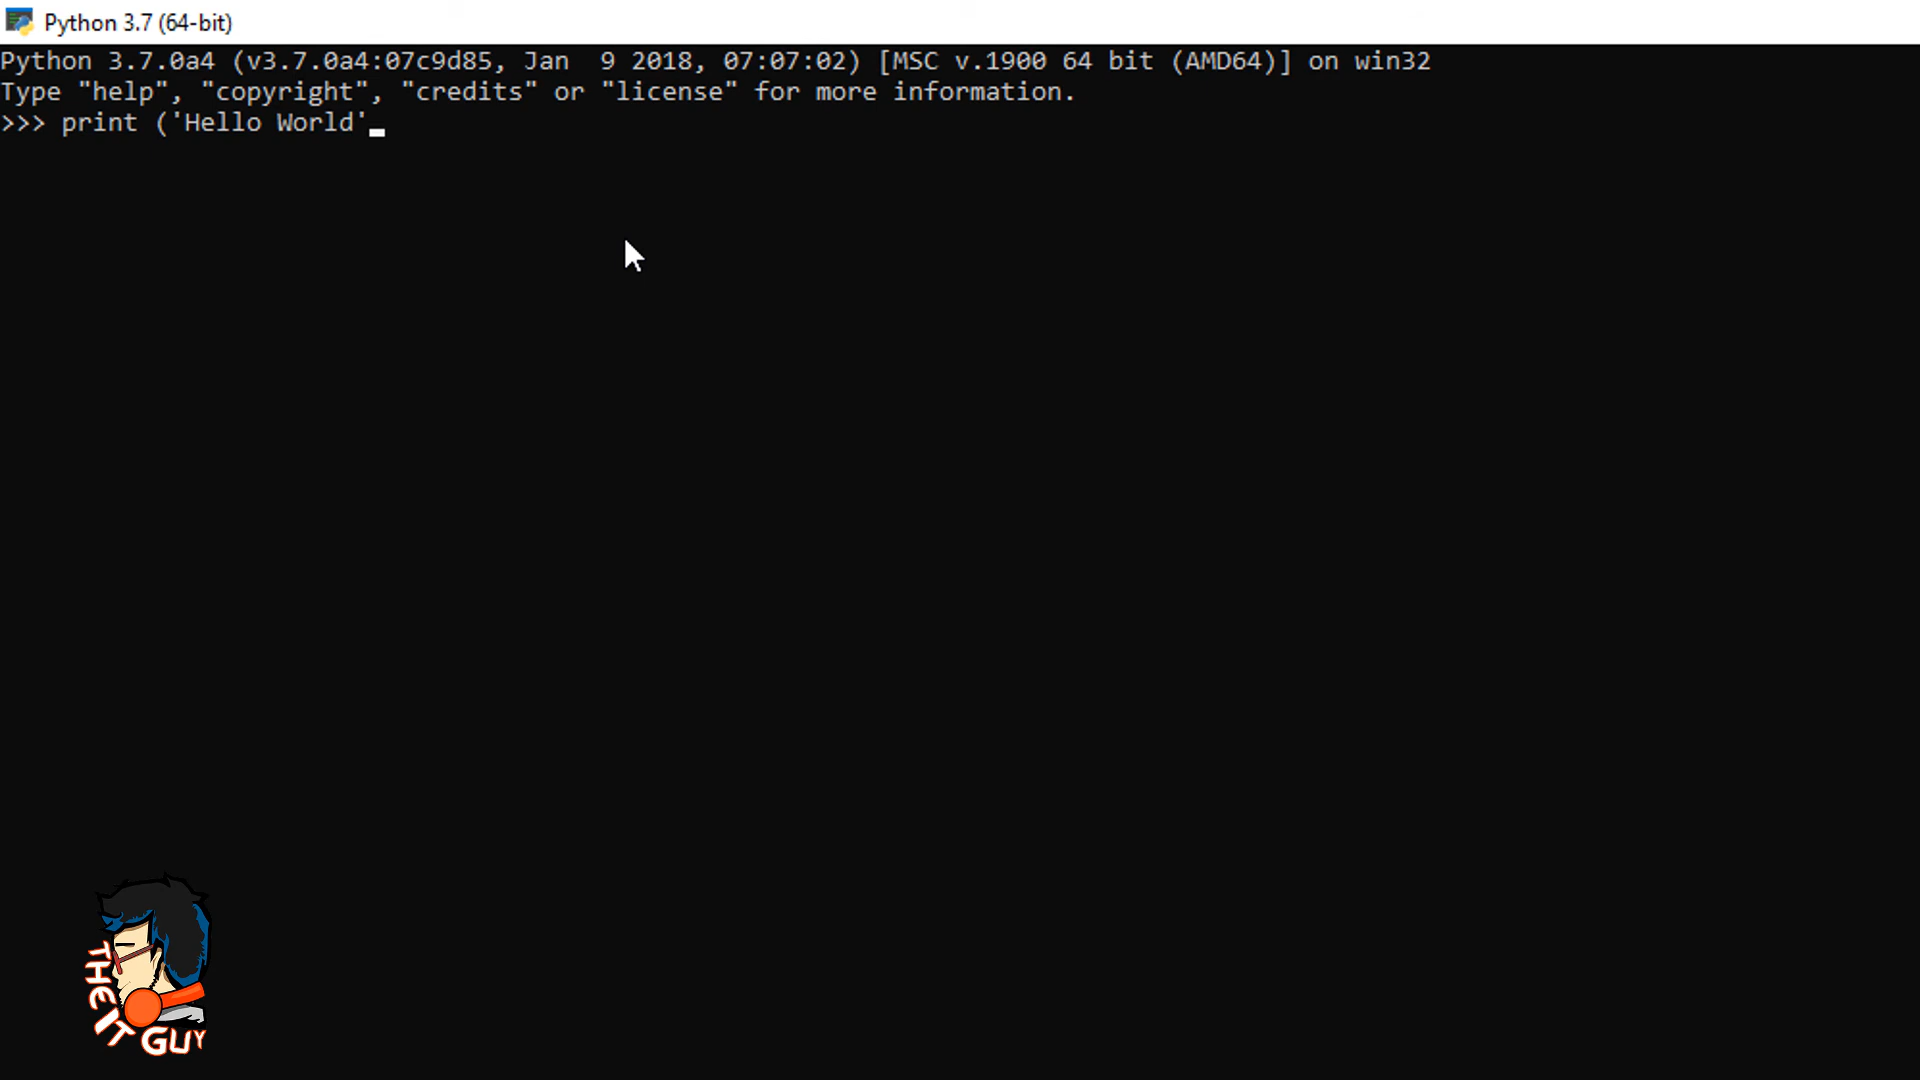 Python 3.7 (64-bit)
Python 3.7.0a4 (v3.7.0a4:07c9d85, Jan  9 2018, 07:07:02) [MSC v.1900 64 bit (AMD64)] on win32
Type "help", "copyright", "credits" or "license" for more information.
>>> print ('Hello World'
THE IT GUY